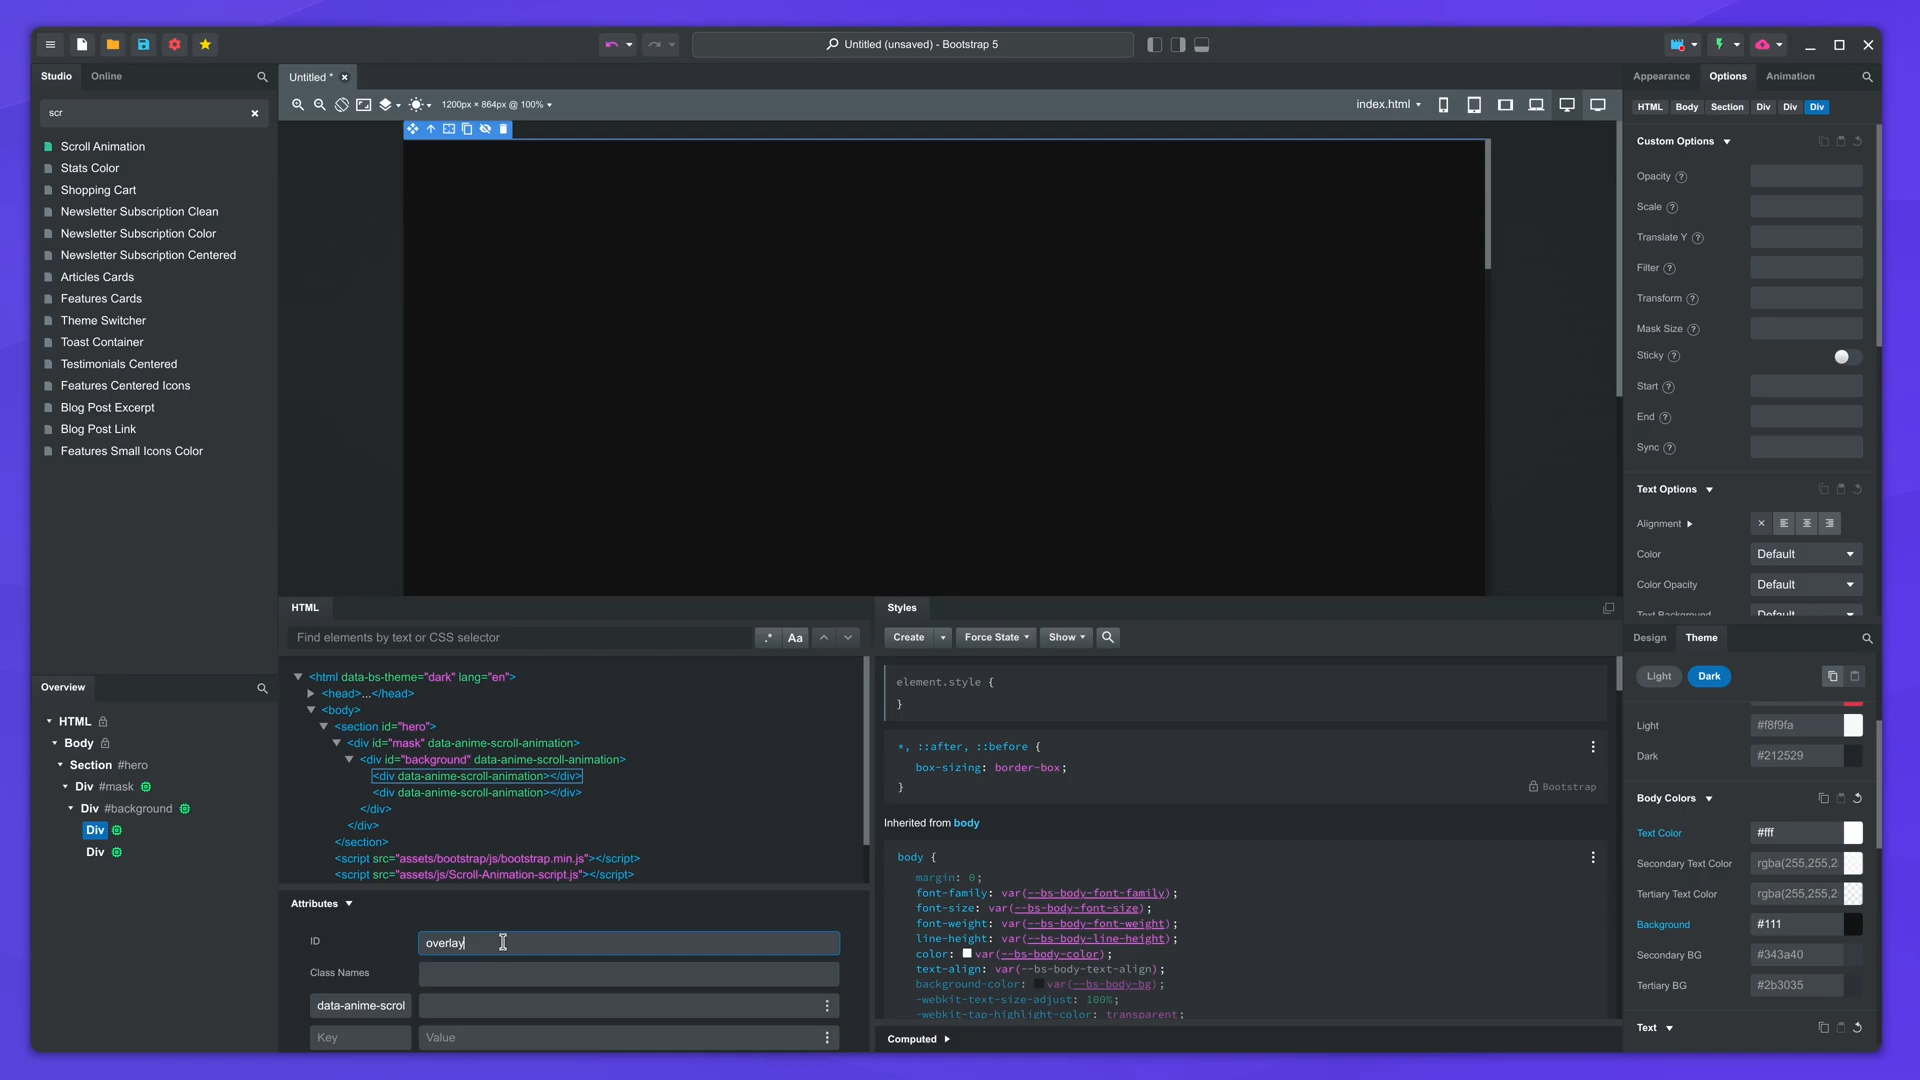 Untitled (unsaved) - Bootstrap 5
Studio
Online
scr
Scroll Animation
Stats Color
Shopping Cart
Newsletter Subscription Clean
Newsletter Subscription Color
Newsletter Subscription Centered
Articles Cards
Features Cards
Theme Switcher
Toast Container
Testimonials Centered
Features Centered Icons
Blog Post Excerpt
Blog Post Link
Features Small Icons Color
Overview
HTML
Body
Section #hero
Div #mask
Div #background
Div
Div
Untitled *
1200px × 864px @ 100%
index.html
HTML
Find elements by text or CSS selector
.*
Aa
<html data-bs-theme="dark" lang="en">
<head>...</head>
<body>
<section id="hero">
<div id="mask" data-anime-scroll-animation>
<div id="background" data-anime-scroll-animation>
<div data-anime-scroll-animation></div>
<div data-anime-scroll-animation></div>
</div>
</div>
</section>
<script src="assets/bootstrap/js/bootstrap.min.js"></script>
<script src="assets/js/Scroll-Animation-script.js"></script>
Attributes
ID
overlay
Class Names
data-anime-scrol
Key
Value
Styles
Create
Force State
Show
element.style {
}
*, ::after, ::before {
box-sizing: border-box;
}
Bootstrap
Inherited from body
body {
margin: 0;
font-family: var(--bs-body-font-family);
font-size: var(--bs-body-font-size);
font-weight: var(--bs-body-font-weight);
line-height: var(--bs-body-line-height);
color: var(--bs-body-color);
text-align: var(--bs-body-text-align);
background-color: var(--bs-body-bg);
-webkit-text-size-adjust: 100%;
-webkit-tap-highlight-color: transparent;
Computed
Appearance
Options
Animation
HTML
Body
Section
Div
Div
Div
Custom Options
Opacity
Scale
Translate Y
Filter
Transform
Mask Size
Sticky
Start
End
Sync
Text Options
Alignment
Color
Default
Color Opacity
Default
Text Background
Default
Design
Theme
Light
Dark
Light
#f8f9fa
Dark
#212529
Body Colors
Text Color
#fff
Secondary Text Color
rgba(255,255,2
Tertiary Text Color
rgba(255,255,2
Background
#111
Secondary BG
#343a40
Tertiary BG
#2b3035
Text